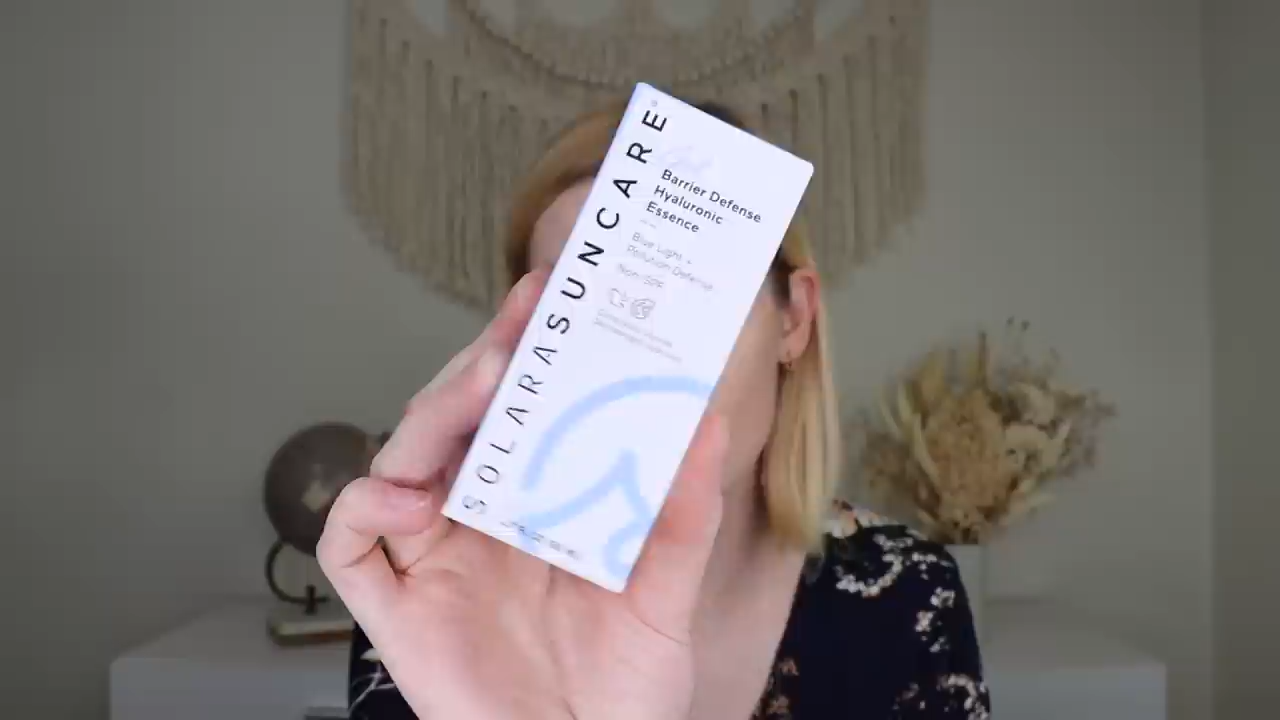 SOLARASUNCARE®
Barrier Defense
Hyaluronic
Essence
Blue Light +
Pollution Defense
Non-SPF